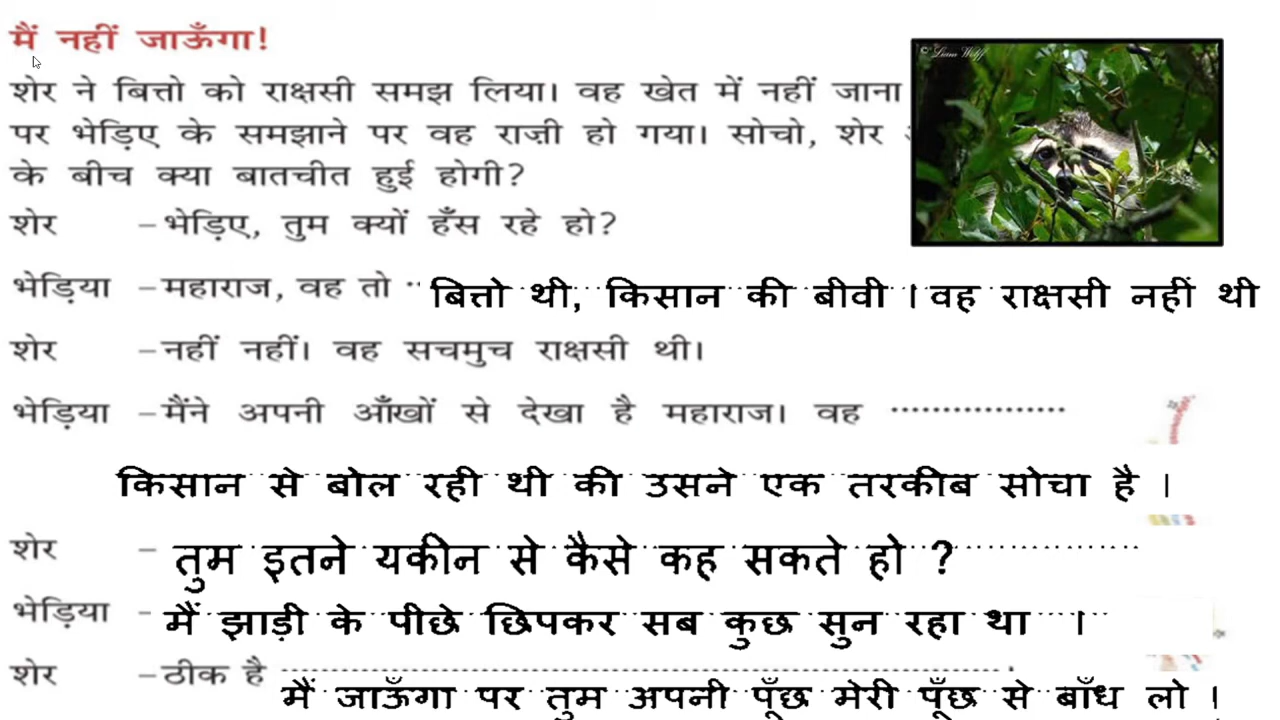 मैं नहीं जाऊँगा!
© Liam Wolff
शेर ने बित्तो को राक्षसी समझ लिया। वह खेत में नहीं जाना
पर भेड़िए के समझाने पर वह राज़ी हो गया। सोचो, शेर
के बीच क्या बातचीत हुई होगी?
शेर – भेड़िए, तुम क्यों हँस रहे हो?
भेड़िया – महाराज, वह तो बित्तो थी, किसान की बीवी । वह राक्षसी नहीं थी
शेर – नहीं नहीं। वह सचमुच राक्षसी थी।
भेड़िया – मैंने अपनी आँखों से देखा है महाराज। वह ..................
किसान से बोल रही थी की उसने एक तरकीब सोचा है ।
शेर – तुम इतने यकीन से कैसे कह सकते हो ?
भेड़िया - मैं झाड़ी के पीछे छिपकर सब कुछ सुन रहा था ।
शेर – ठीक है ..................
मैं जाऊँगा पर तुम अपनी पूँछ मेरी पूँछ से बाँध लो ।